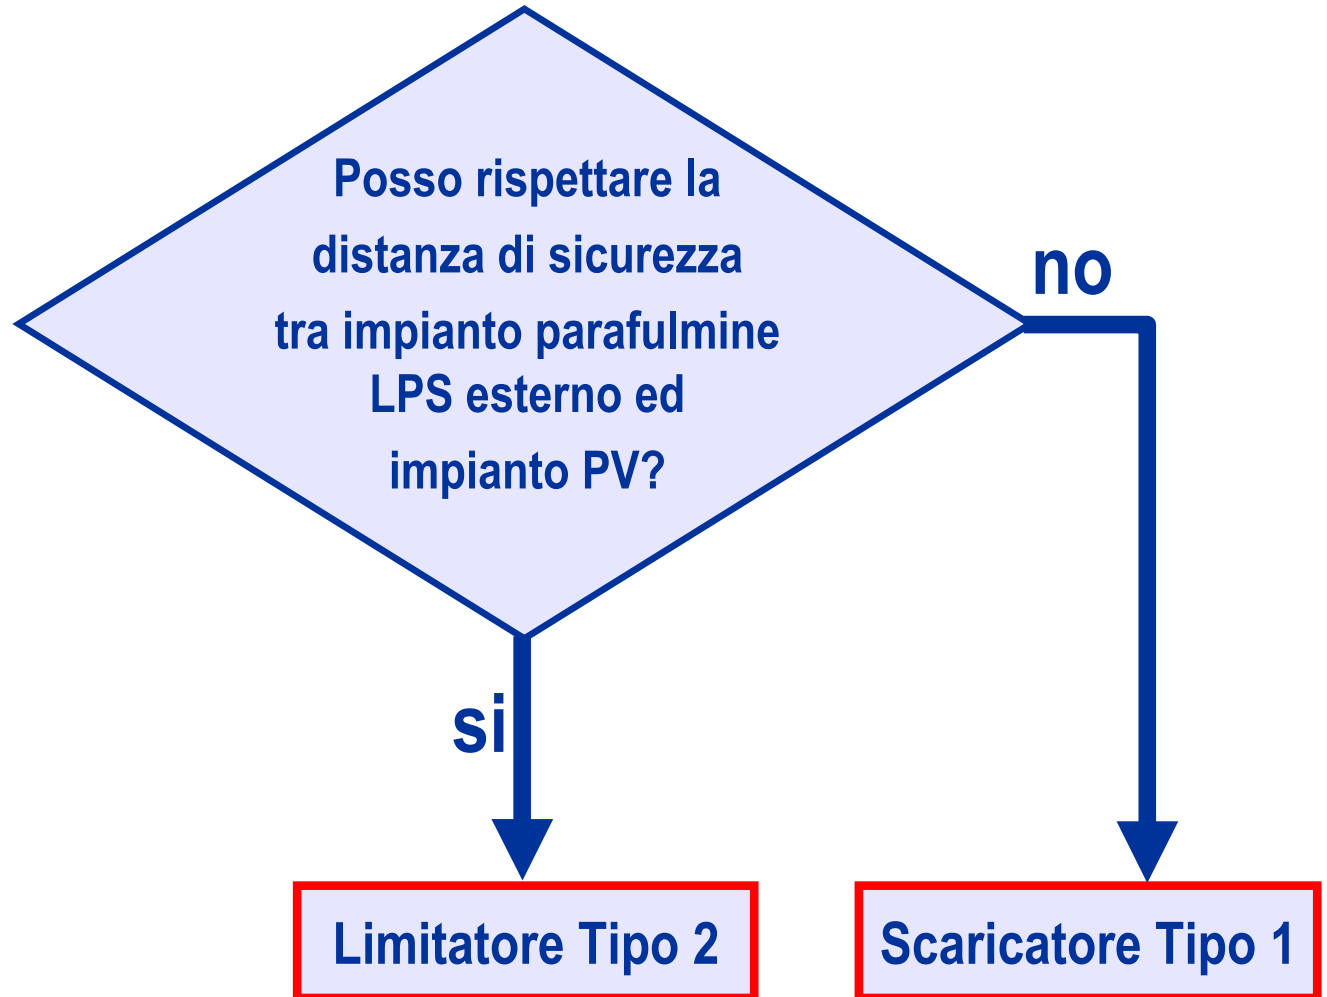 Posso rispettare la
distanza di sicurezza
tra impianto parafulmine
LPS esterno ed
impianto PV?
no
si
Limitatore Tipo 2
Scaricatore Tipo 1